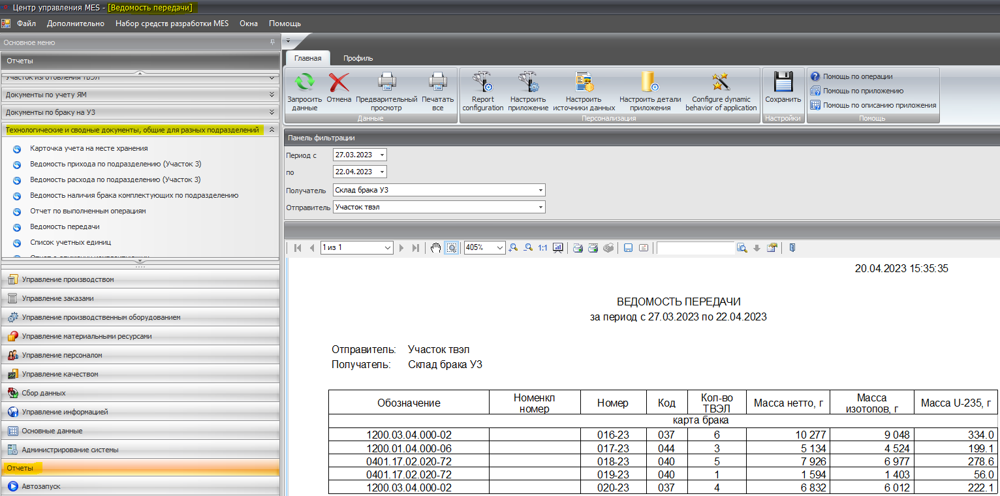 Центр управления MES - [Ведомость передачи]
Файл Дополнительно Набор средств разработки MES Окна Помощь
Основное меню
Отчеты
Участок изготовления ТВЭЛ
Документы по учету ЯМ
Документы по браку на У3
Технологические и сводные документы, общие для разных подразделений
Карточка учета на месте хранения
Ведомость прихода по подразделению (Участок 3)
Ведомость расхода по подразделению (Участок 3)
Ведомость наличия брака комплектующих по подразделению
Отчет по выполненным операциям
Ведомость передачи
Список учетных единиц
Управление производством
Управление заказами
Управление производственным оборудованием
Управление материальными ресурсами
Управление персоналом
Управление качеством
Сбор данных
Управление информацией
Основные данные
Администрирование системы
Отчеты
Автозапуск
Главная Профиль
Запросить данные
Отмена
Предварительный просмотр
Печатать все
Данные
Report configuration
Настроить приложение
Настроить источники данных
Настроить детали приложения
Configure dynamic behavior of application
Персонализация
Сохранить
Настройки
Помощь по операции
Помощь по приложению
Помощь по описанию приложения
Помощь
Панель фильтрации
Период с 27.03.2023
по 22.04.2023
Получатель Склад брака У3
Отправитель Участок твэл
1 из 1 405% 1:1
20.04.2023 15:35:35
ВЕДОМОСТЬ ПЕРЕДАЧИ
за период с 27.03.2023 по 22.04.2023
Отправитель: Участок твэл
Получатель: Склад брака У3
Обозначение Номенкл номер Номер Код Кол-во ТВЭЛ Масса нетто, г Масса изотопов, г Масса U-235, г
карта брака
1200.03.04.000-02 016-23 037 6 10 277 9 048 334.0
1200.01.04.000-06 017-23 044 3 5 134 4 524 199.1
0401.17.02.020-72 018-23 040 5 7 926 6 977 278.6
0401.17.02.020-72 019-23 040 1 1 594 1 403 56.0
1200.03.04.000-02 020-23 037 4 6 832 6 012 222.1